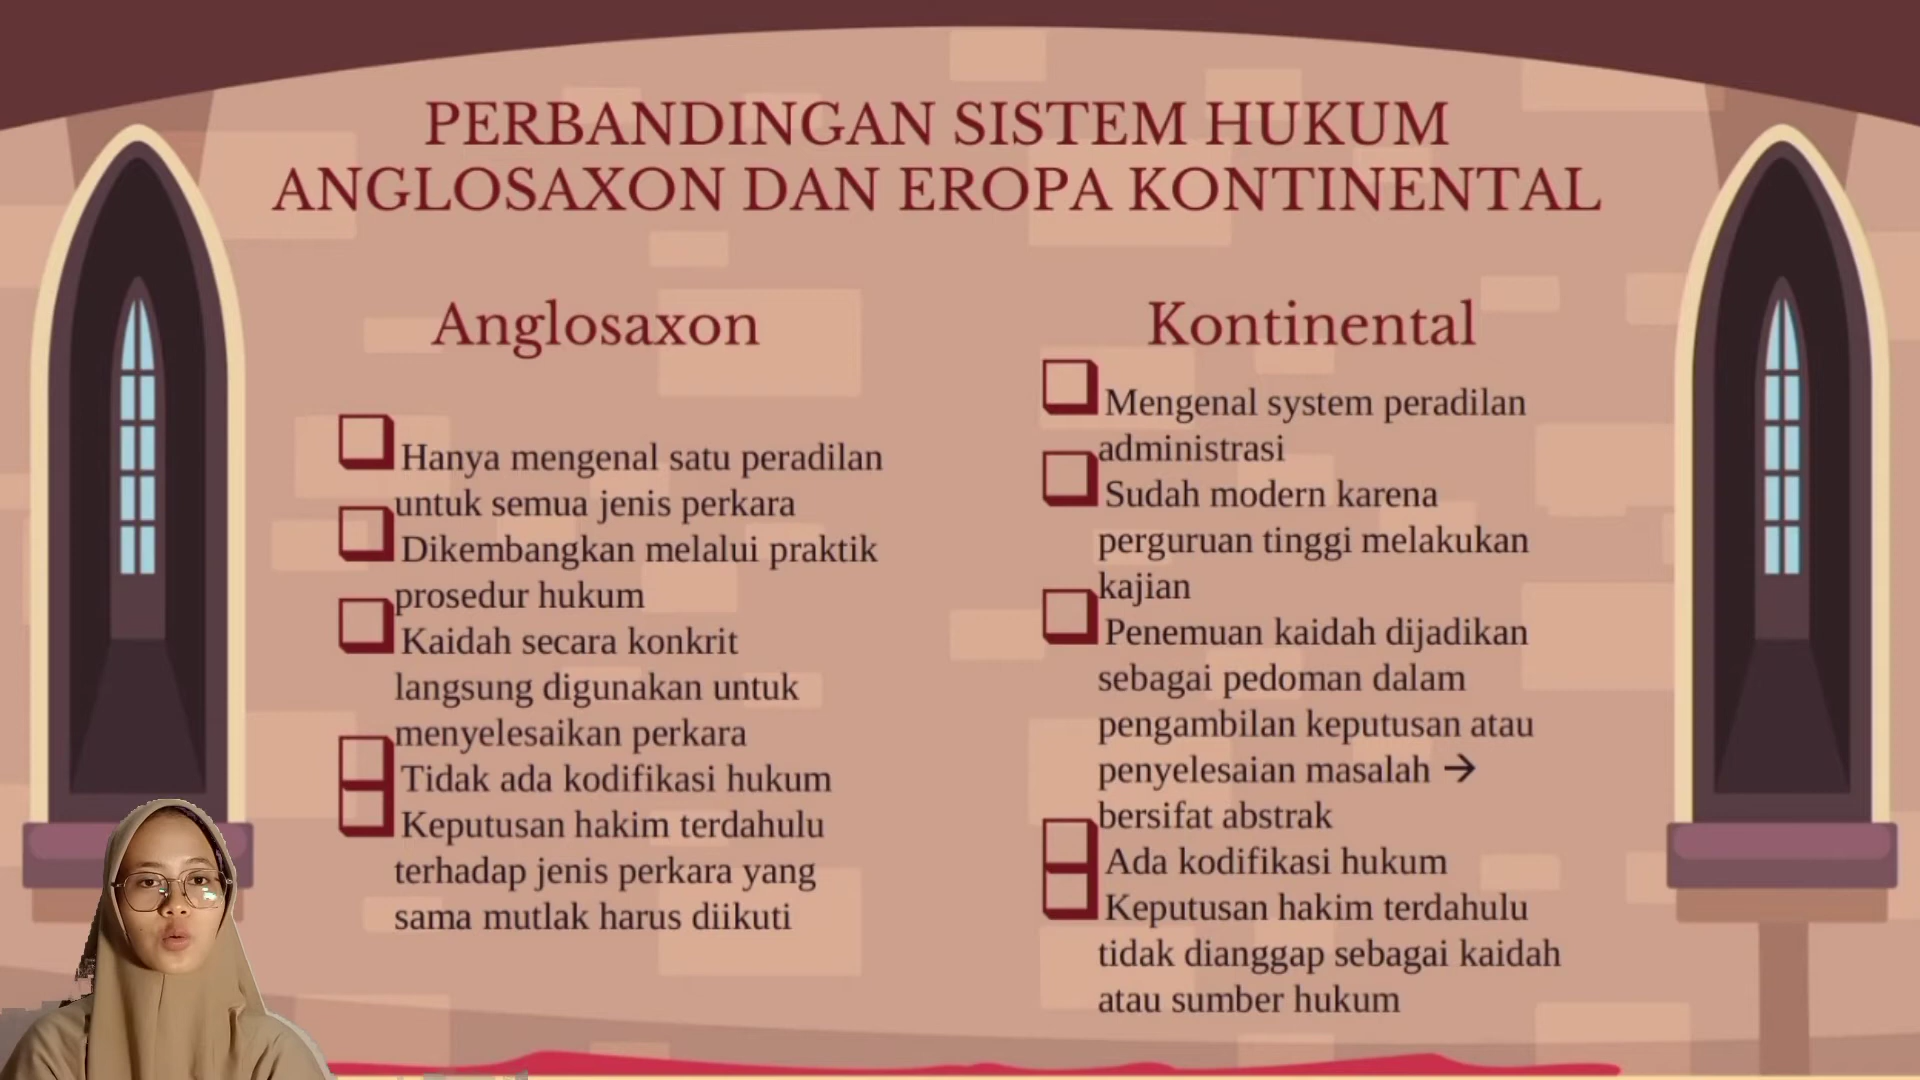 PERBANDINGAN SISTEM HUKUM
ANGLOSAXON DAN EROPA KONTINENTAL
Anglosaxon
Hanya mengenal satu peradilan
untuk semua jenis perkara
Dikembangkan melalui praktik
prosedur hukum
Kaidah secara konkrit
langsung digunakan untuk
menyelesaikan perkara
Tidak ada kodifikasi hukum
Keputusan hakim terdahulu
terhadap jenis perkara yang
sama mutlak harus diikuti
Kontinental
Mengenal system peradilan
administrasi
Sudah modern karena
perguruan tinggi melakukan
kajian
Penemuan kaidah dijadikan
sebagai pedoman dalam
pengambilan keputusan atau
penyelesaian masalah →
bersifat abstrak
Ada kodifikasi hukum
Keputusan hakim terdahulu
tidak dianggap sebagai kaidah
atau sumber hukum